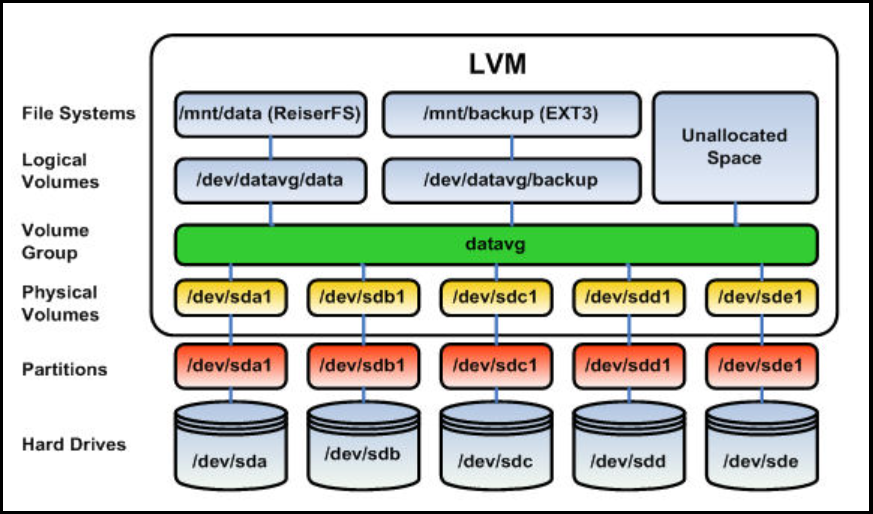 LVM
File Systems
/mnt/data (ReiserFS)
/mnt/backup (EXT3)
Unallocated
Space
Logical
Volumes
/dev/datavg/data
/dev/datavg/backup
Volume
Group
datavg
Physical
Volumes
/dev/sda1
/dev/sdb1
/dev/sdc1
/dev/sdd1
/dev/sde1
Partitions
/dev/sda1
/dev/sdb1
/dev/sdc1
/dev/sdd1
/dev/sde1
Hard Drives
/dev/sda
/dev/sdb
/dev/sdc
/dev/sdd
/dev/sde